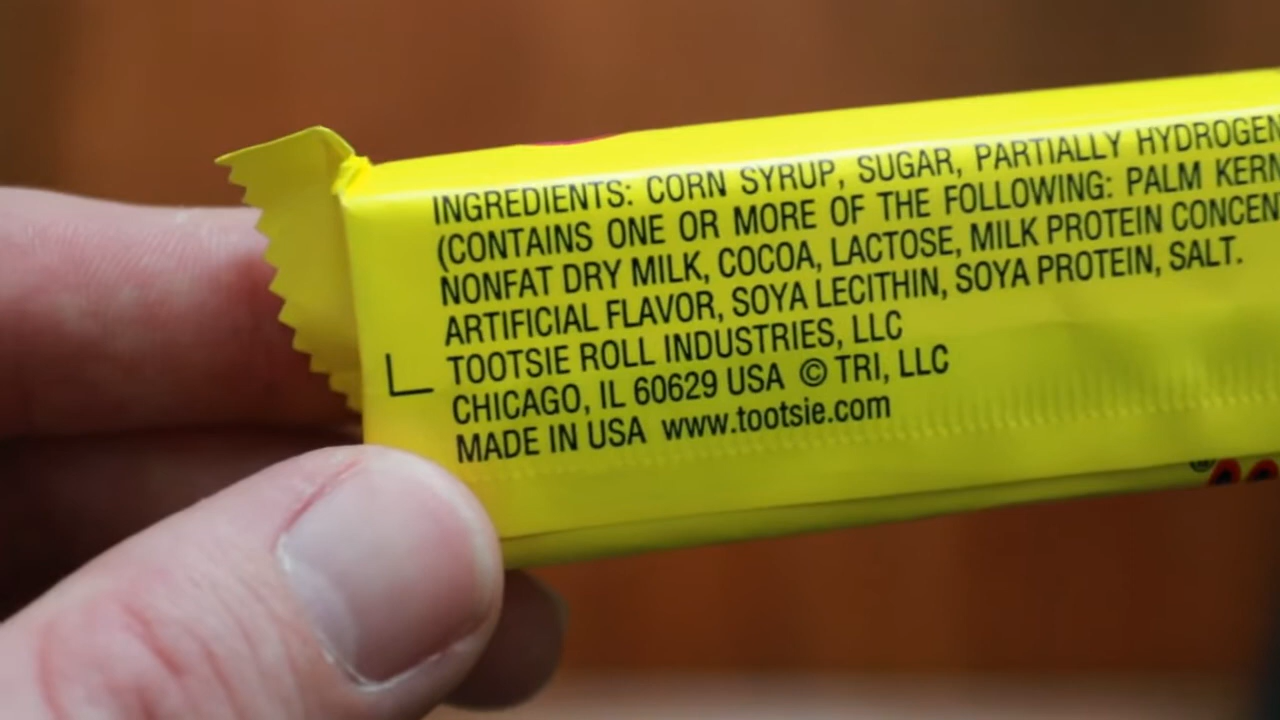 INGREDIENTS: CORN SYRUP, SUGAR, PARTIALLY HYDROGEN
(CONTAINS ONE OR MORE OF THE FOLLOWING: PALM KERN
NONFAT DRY MILK, COCOA, LACTOSE, MILK PROTEIN CONCEN
ARTIFICIAL FLAVOR, SOYA LECITHIN, SOYA PROTEIN, SALT.
TOOTSIE ROLL INDUSTRIES, LLC
CHICAGO, IL 60629 USA © TRI, LLC
MADE IN USA www.tootsie.com